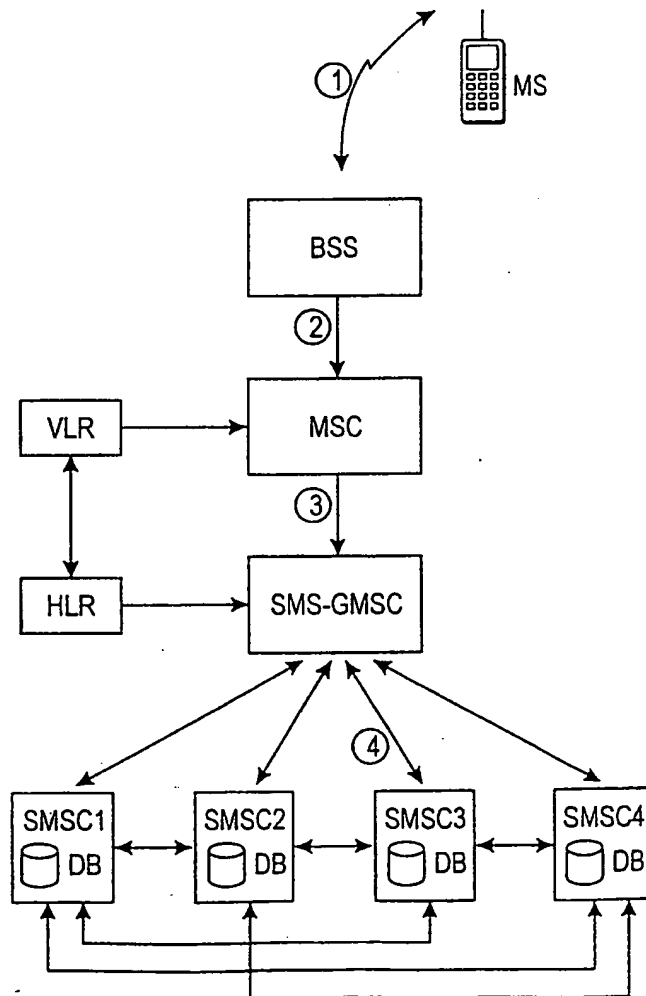 1
MS
BSS
2
VLR
MSC
3
HLR
SMS-GMSC
4
SMSC1
DB
SMSC2
DB
SMSC3
DB
SMSC4
DB